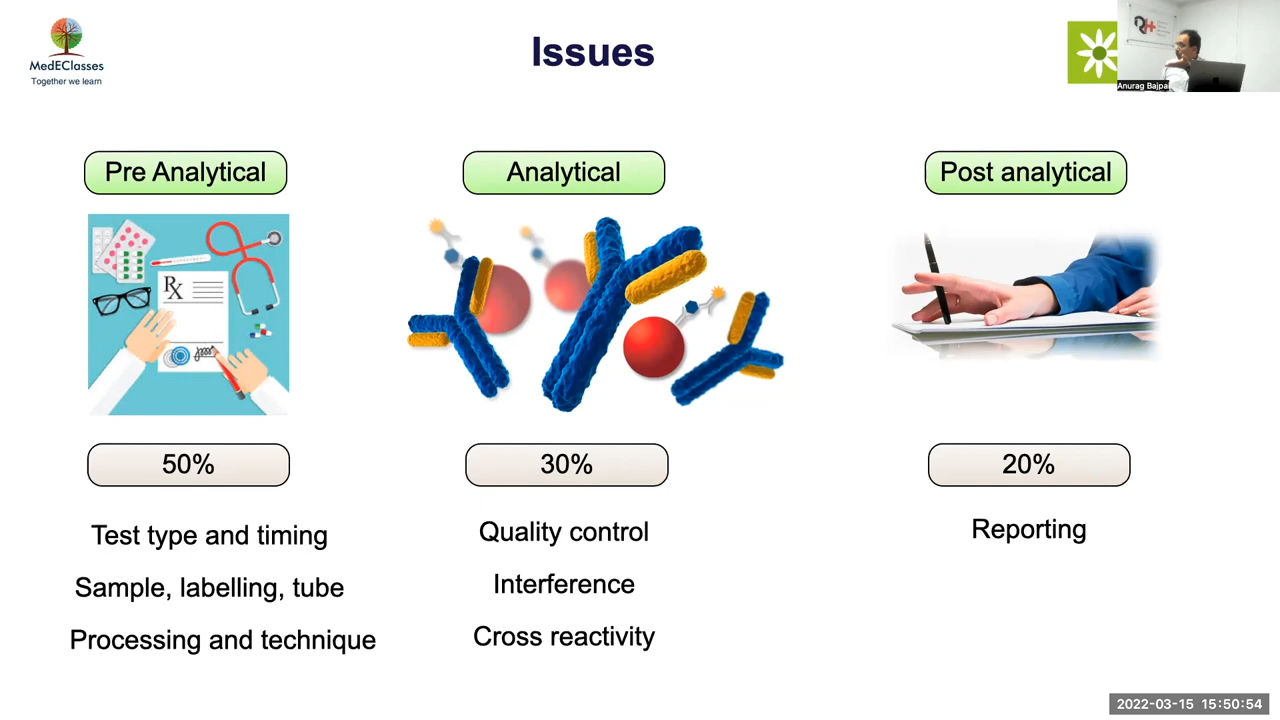 MedEClasses
Together we learn
Issues
Anurag Bajpa
Pre Analytical
Analytical
Post analytical
Rx
50%
30%
20%
Test type and timing
Sample, labelling, tube
Processing and technique
Quality control
Interference
Cross reactivity
Reporting
2022-03-15 15:50:54